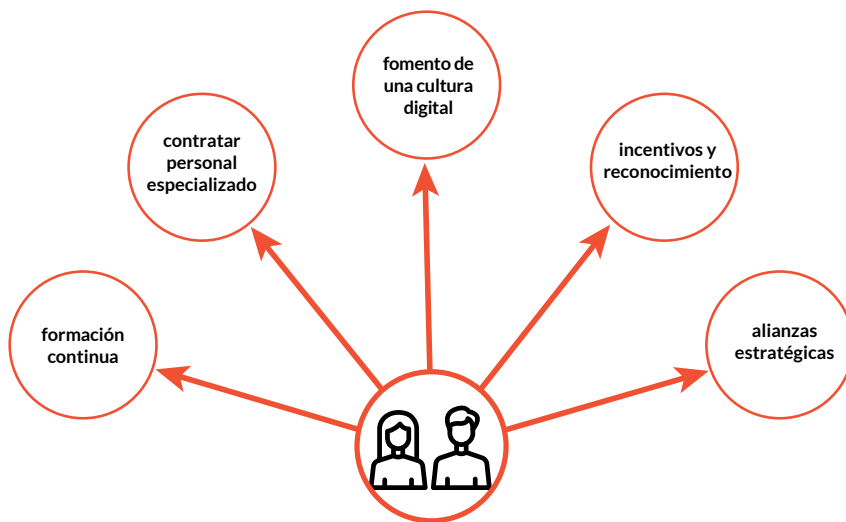 fomento de
una cultura
digital
contratar
personal
especializado
incentivos y
reconocimiento
formación
continua
alianzas
estratégicas